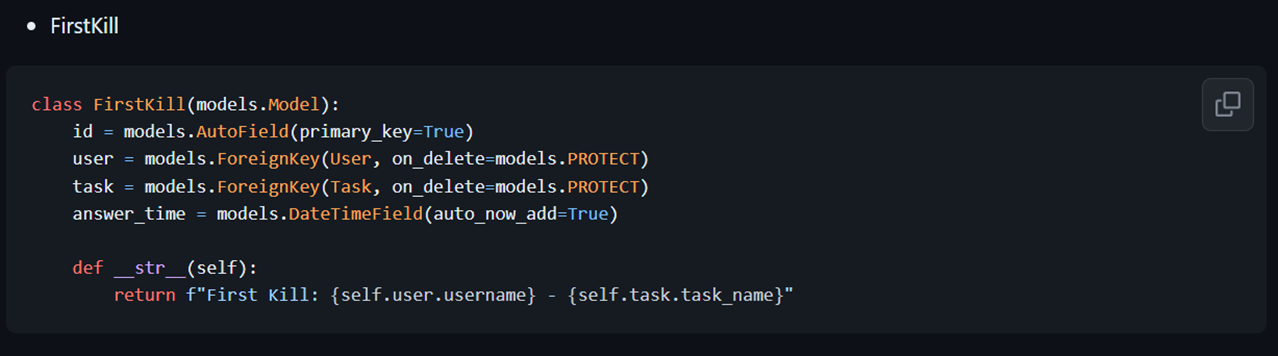 FirstKill
class FirstKill(models.Model):
    id = models.AutoField(primary_key=True)
    user = models.ForeignKey(User, on_delete=models.PROTECT)
    task = models.ForeignKey(Task, on_delete=models.PROTECT)
    answer_time = models.DateTimeField(auto_now_add=True)
    def __str__(self):
        return f"First Kill: {self.user.username} - {self.task.task_name}"